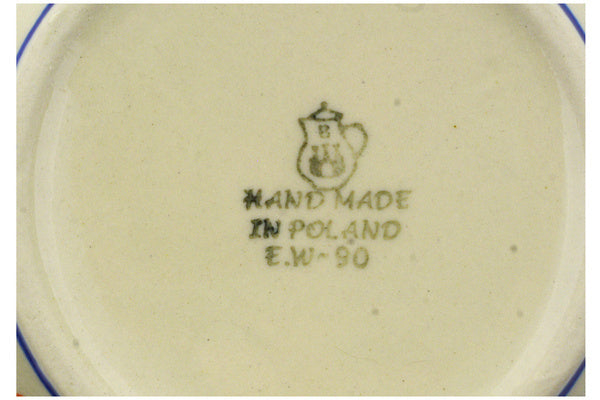 B
HAND MADE
IN POLAND
E.W-90